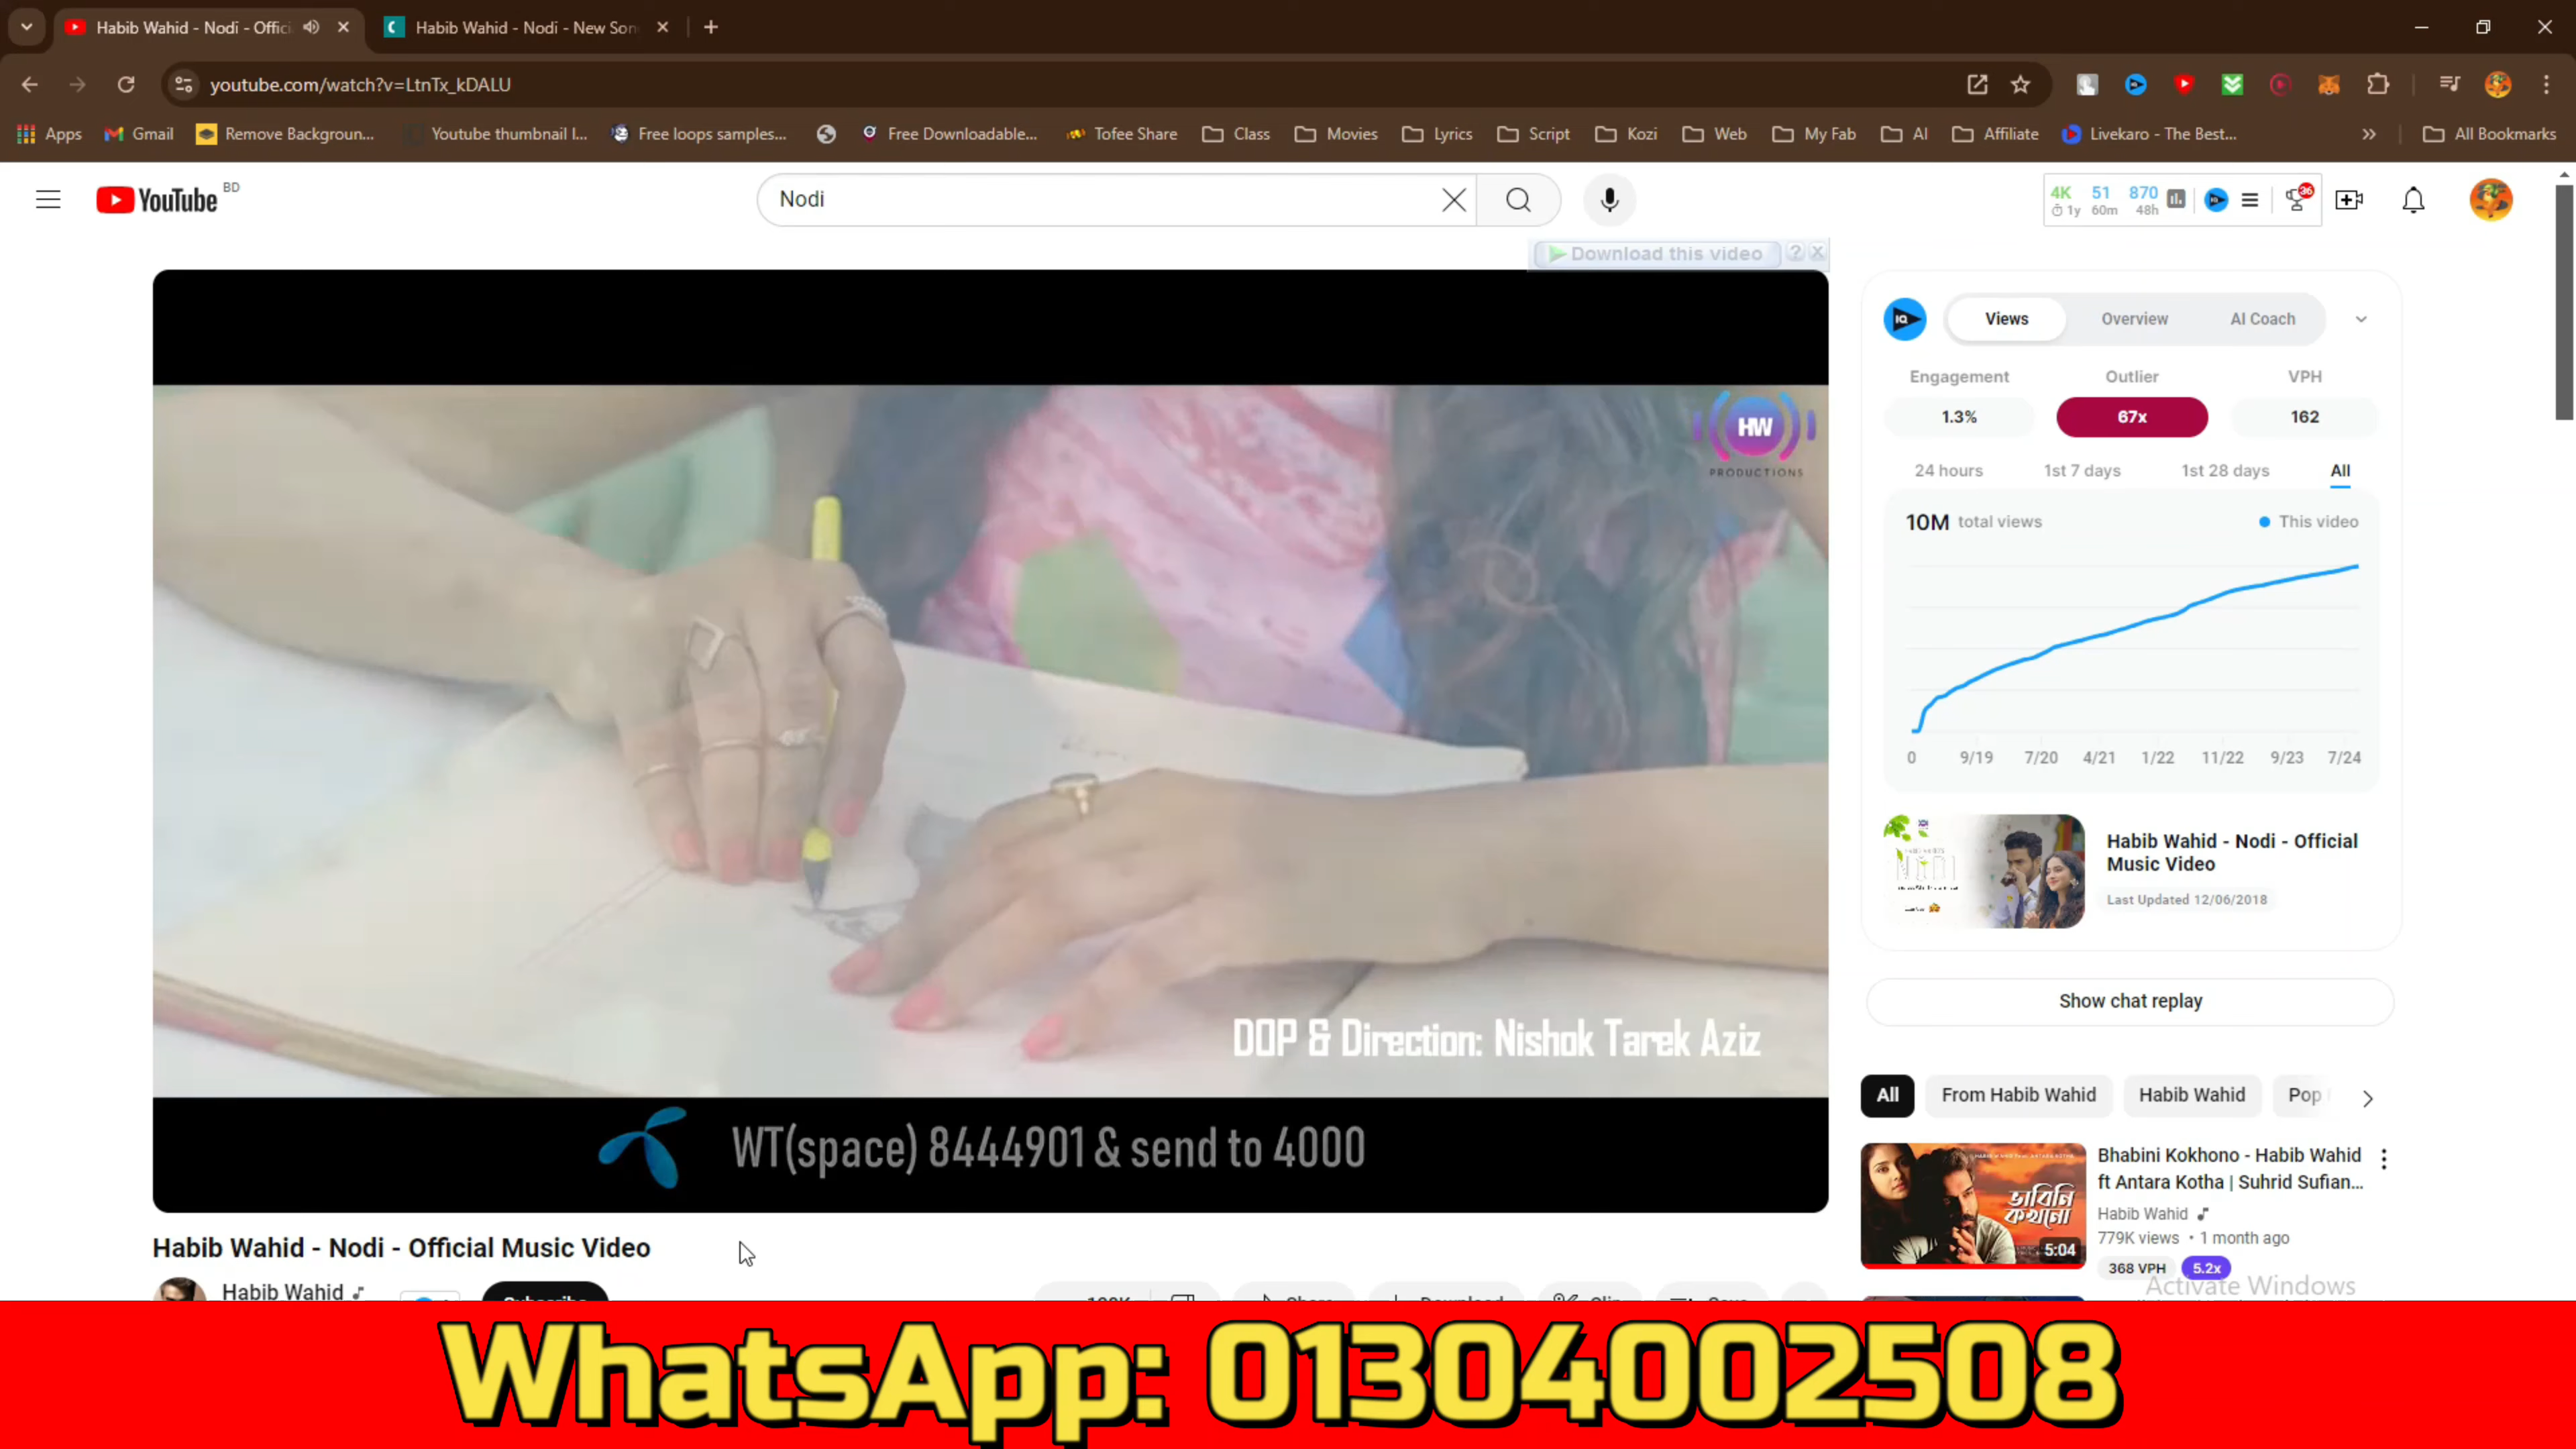 Habib Wahid - Nodi - Offici
Habib Wahid - Nodi - New Son
youtube.com/watch?v=LtnTx_kDALU
Apps
Gmail
Remove Backgroun...
Youtube thumbnail l...
Free loops samples...
Free Downloadable...
Tofee Share
Class
Movies
Lyrics
Script
Kozi
Web
My Fab
AI
Affiliate
Livekaro - The Best...
All Bookmarks
YouTube BD
Nodi
4K 51 870
1y 60m 48h
36
Download this video
HW
PRODUCTIONS
DOP & Direction: Nishok Tarek Aziz
WT(space) 8444901 & send to 4000
IQ
Views Overview AI Coach
Engagement Outlier VPH
1.3% 67x 162
24 hours 1st 7 days 1st 28 days All
10M total views This video
0 9/19 7/20 4/21 1/22 11/22 9/23 7/24
NODI
Habib Wahid - Nodi - Official
Music Video
Last Updated 12/06/2018
Show chat replay
All From Habib Wahid Habib Wahid Pop
ভাবিনি
কখনো
5:04
Bhabini Kokhono - Habib Wahid
ft Antara Kotha | Suhrid Sufian...
Habib Wahid
779K views • 1 month ago
368 VPH 5.2x
Activate Windows
Habib Wahid - Nodi - Official Music Video
Habib Wahid
Subscribe
Share
Download
Clip
Save
WhatsApp: 01304002508